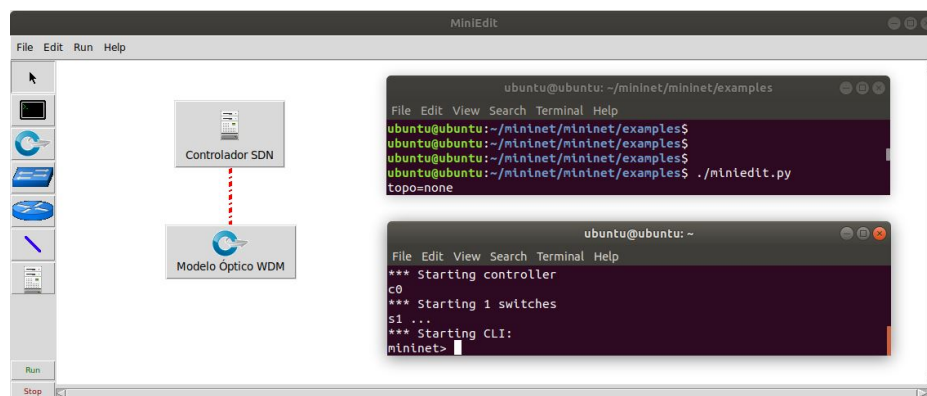 MiniEdit
File Edit Run Help
Controlador SDN
Modelo Óptico WDM
Run
Stop
ubuntu@ubuntu: ~/mininet/mininet/examples
File Edit View Search Terminal Help
ubuntu@ubuntu:~/mininet/mininet/examples$
ubuntu@ubuntu:~/mininet/mininet/examples$
ubuntu@ubuntu:~/mininet/mininet/examples$
ubuntu@ubuntu:~/mininet/mininet/examples$ ./miniedit.py
topo=none
ubuntu@ubuntu: ~
File Edit View Search Terminal Help
*** Starting controller
c0
*** Starting 1 switches
s1 ...
*** Starting CLI:
mininet>